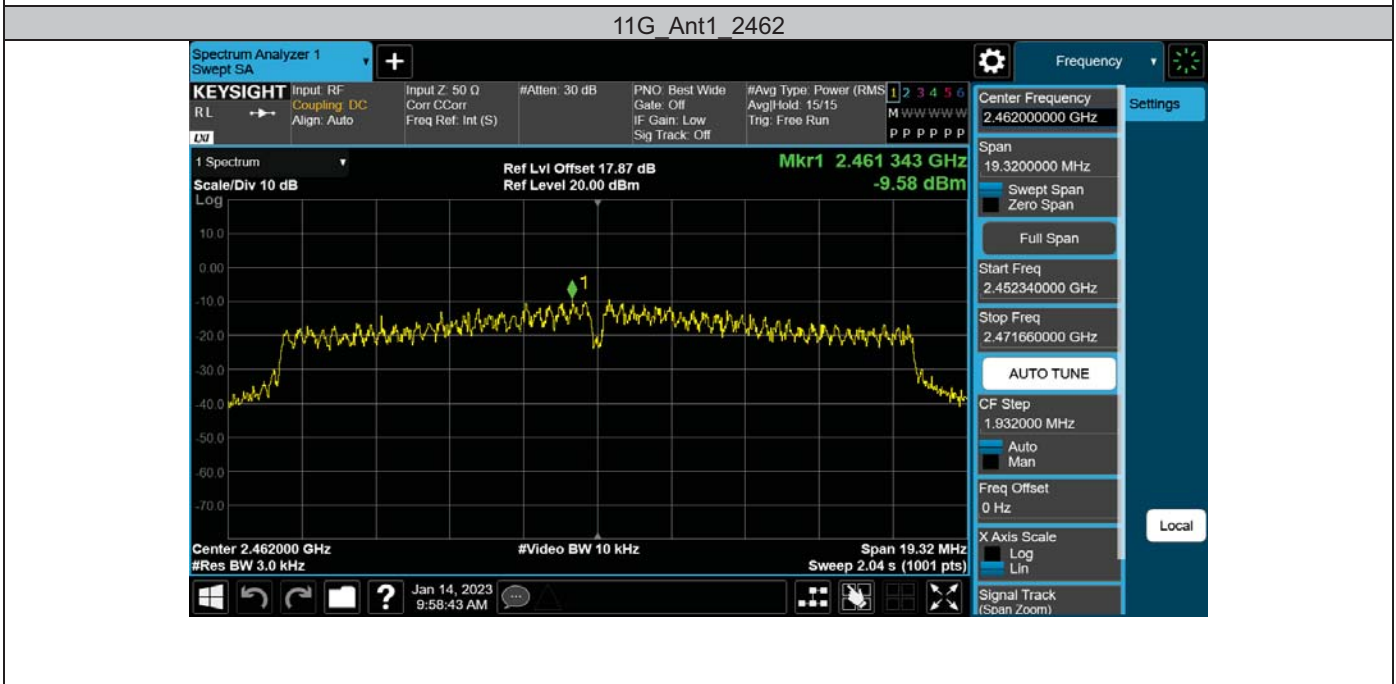 11G_Ant1_2462
Spectrum Analyzer 1
Swept SA
+
Frequency
KEYSIGHT
RL
LXI
Input: RF
Coupling: DC
Align: Auto
Input Z: 50 Ω
Corr CCorr
Freq Ref: Int (S)
#Atten: 30 dB
PNO: Best Wide
Gate: Off
IF Gain: Low
Sig Track: Off
#Avg Type: Power (RMS
Avg|Hold: 15/15
Trig: Free Run
1 2 3 4 5 6
M W W W W W
P P P P P P
1 Spectrum
Scale/Div 10 dB
Log
Ref Lvl Offset 17.87 dB
Ref Level 20.00 dBm
Mkr1 2.461 343 GHz
-9.58 dBm
10.0
0.00
-10.0
-20.0
-30.0
-40.0
-50.0
-60.0
-70.0
1
Center 2.462000 GHz
#Res BW 3.0 kHz
#Video BW 10 kHz
Span 19.32 MHz
Sweep 2.04 s (1001 pts)
Center Frequency
2.462000000 GHz
Settings
Span
19.3200000 MHz
Swept Span
Zero Span
Full Span
Start Freq
2.452340000 GHz
Stop Freq
2.471660000 GHz
AUTO TUNE
CF Step
1.932000 MHz
Auto
Man
Freq Offset
0 Hz
X Axis Scale
Log
Lin
Signal Track
(Span Zoom)
Local
?
Jan 14, 2023
9:58:43 AM